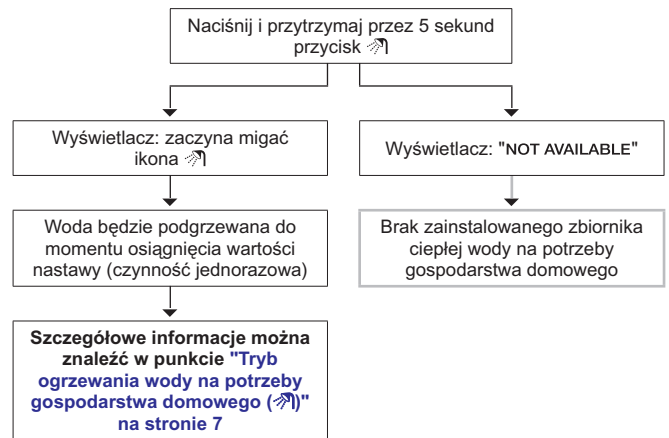 Naciśnij i przytrzymaj przez 5 sekund
przycisk
Wyświetlacz: zaczyna migać
ikona
Woda będzie podgrzewana do
momentu osiągnięcia wartości
nastawy (czynność jednorazowa)
Szczegółowe informacje można
znaleźć w punkcie "Tryb
ogrzewania wody na potrzeby
gospodarstwa domowego ( )"
na stronie 7
Wyświetlacz: "NOT AVAILABLE"
Brak zainstalowanego zbiornika
ciepłej wody na potrzeby
gospodarstwa domowego